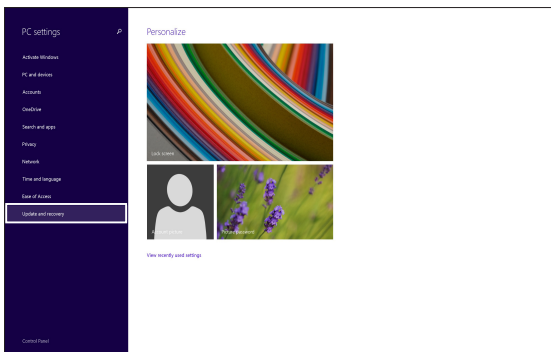 PC settings
Activate Windows
PC and devices
Accounts
OneDrive
Search and apps
Privacy
Network
Time and language
Ease of Access
Update and recovery
Control Panel
Personalize
Lock screen
Account picture
Picture password
View recently used settings